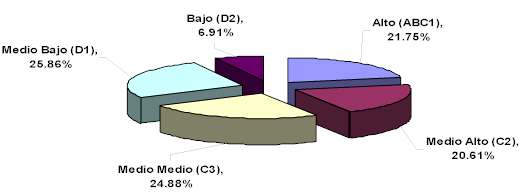 Bajo (D2),
6.91%
Alto (ABC1),
21.75%
Medio Bajo (D1),
25.86%
Medio Alto (C2),
20.61%
Medio Medio (C3),
24.88%